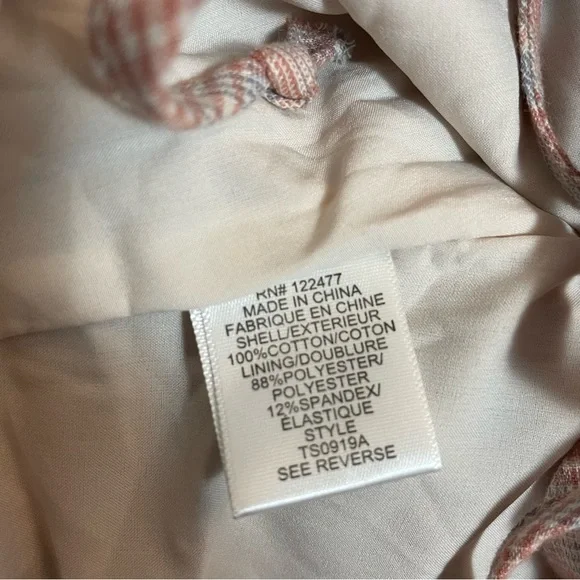 RN# 122477
MADE IN CHINA
FABRIQUE EN CHINE
SHELL/EXTERIEUR
100%COTTON/COTON
LINING/DOUBLURE
88%POLYESTER/
POLYESTER
12%SPANDEX/
ÉLASTIQUE
STYLE
TS0919A
SEE REVERSE